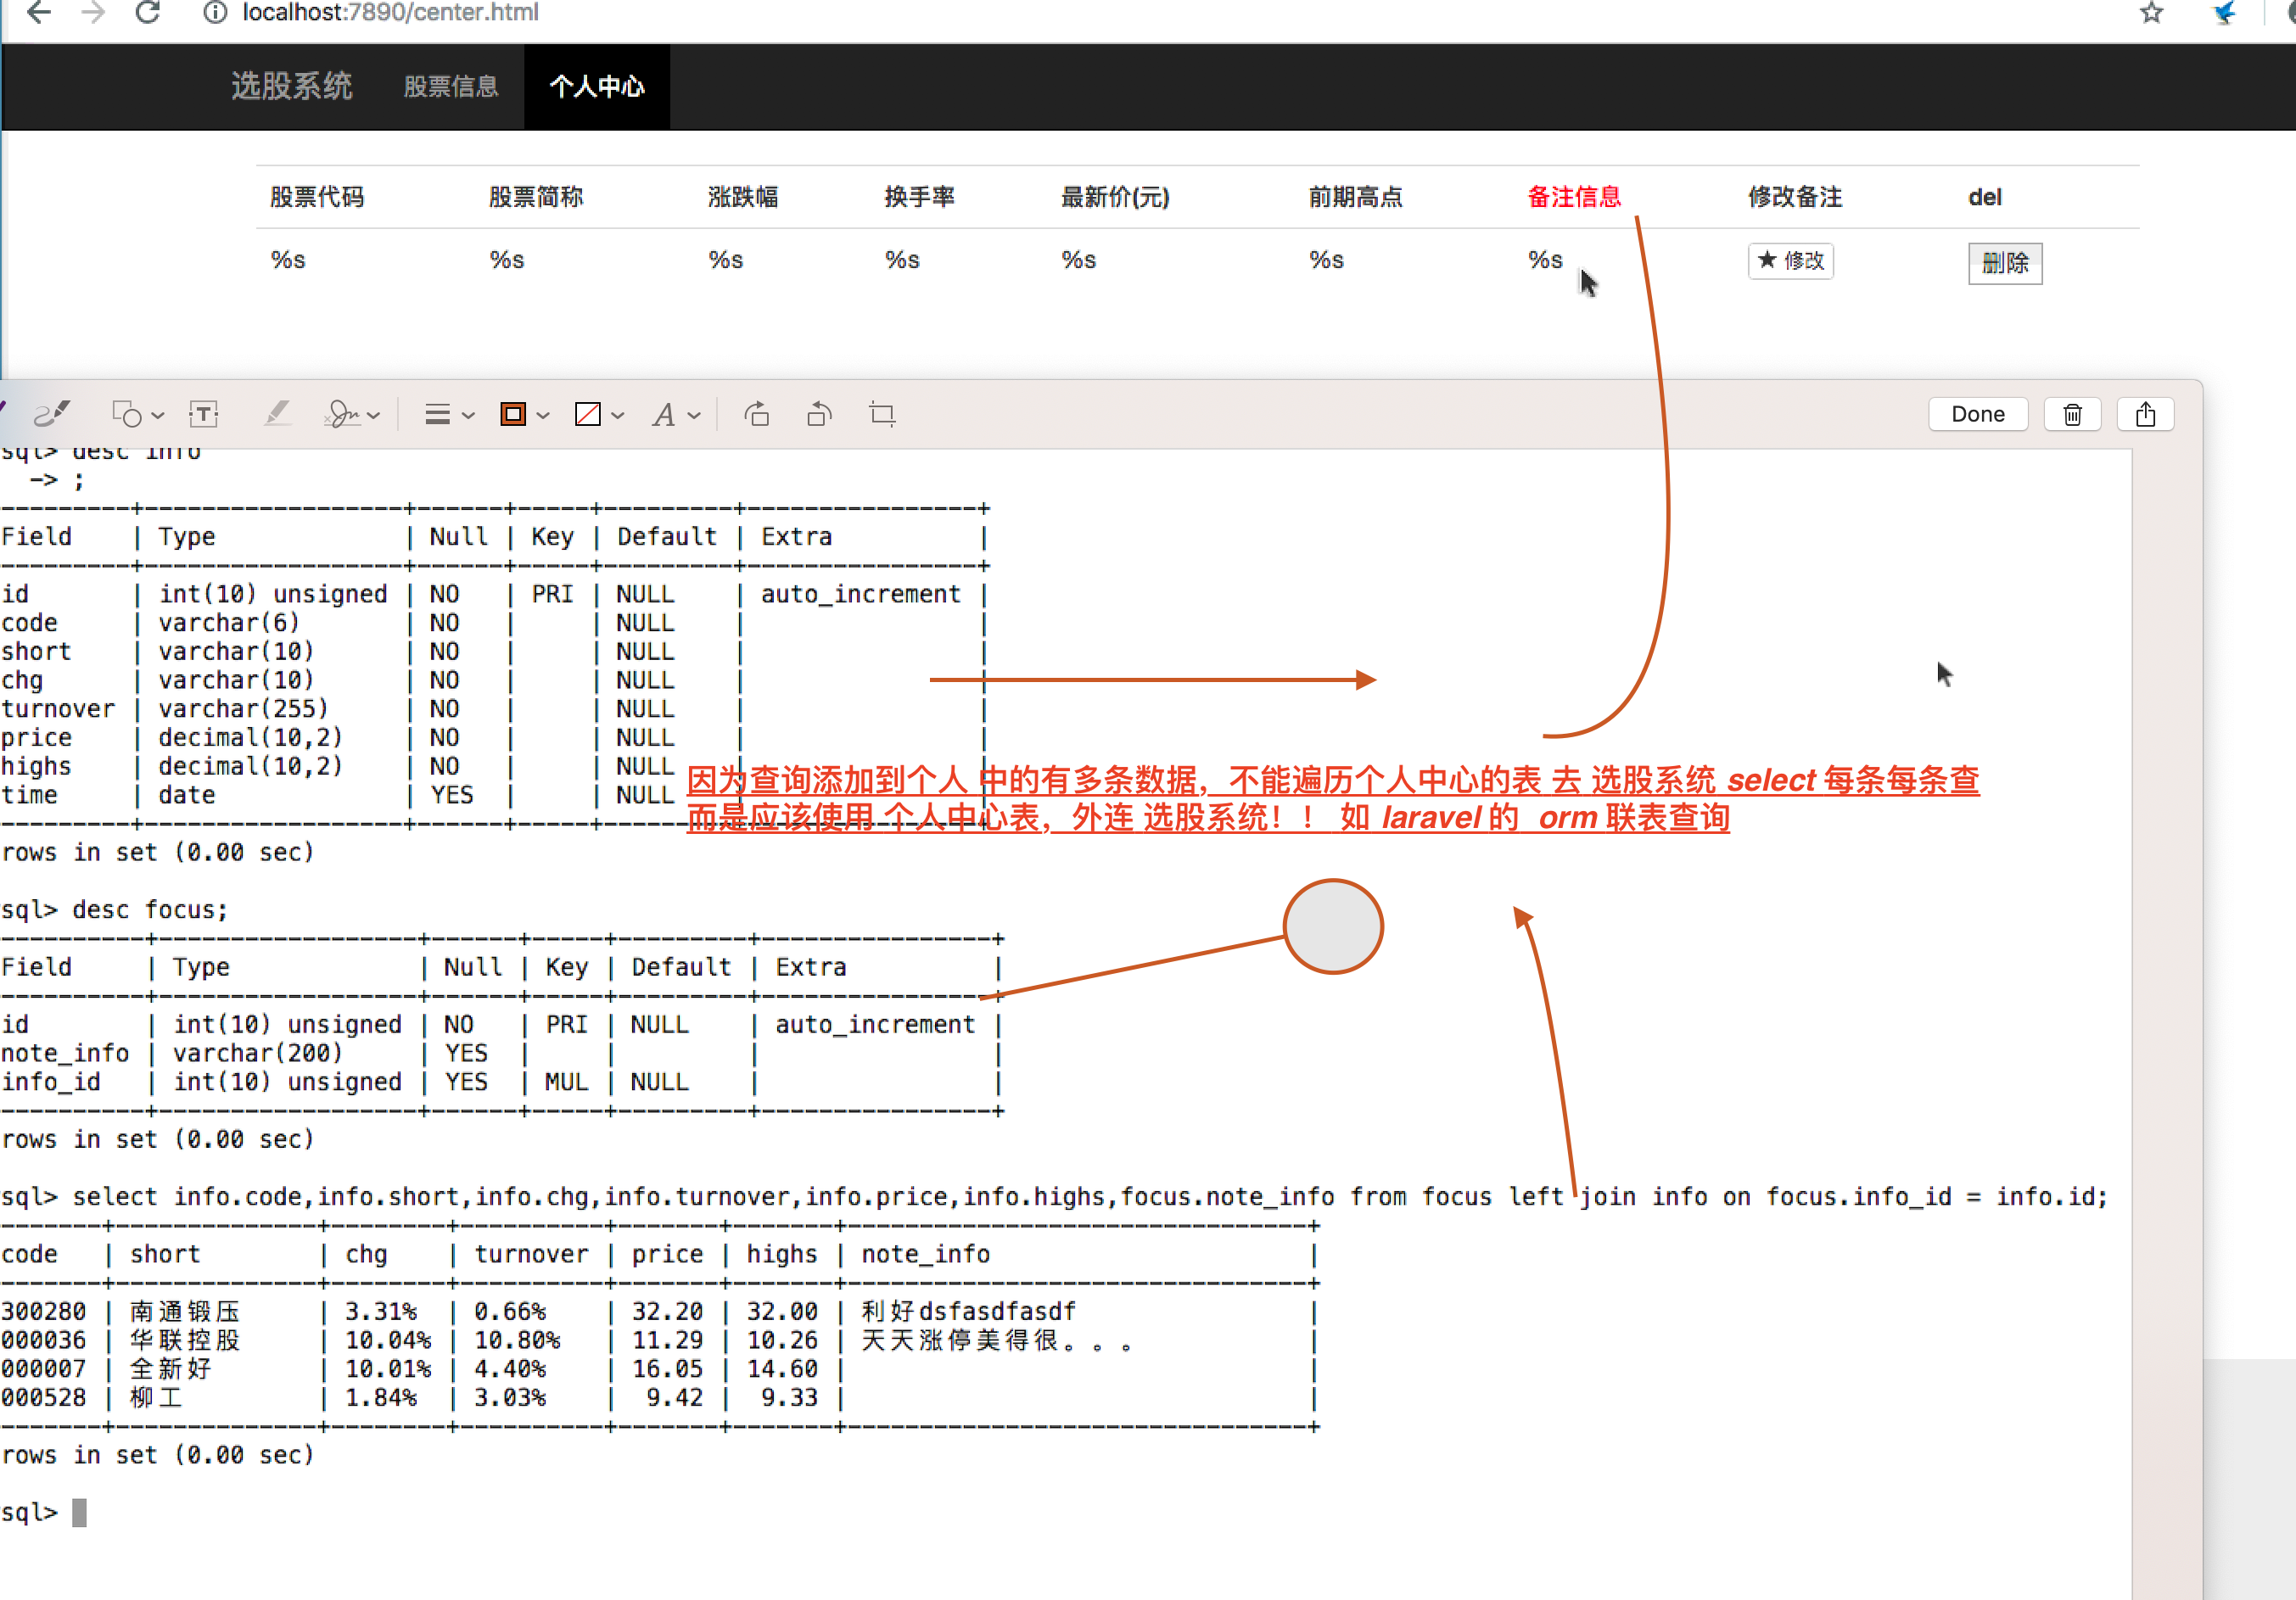 localhost:7890/center.html
选股系统 股票信息 个人中心
股票代码 股票简称 涨跌幅 换手率 最新价(元) 前期高点 备注信息 修改备注 del
%s %s %s %s %s %s %s ★ 修改 删除
Done
sql> desc info
-> ;
Field | Type | Null | Key | Default | Extra |
id | int(10) unsigned | NO | PRI | NULL | auto_increment |
code | varchar(6) | NO | | NULL | |
short | varchar(10) | NO | | NULL | |
chg | varchar(10) | NO | | NULL | |
turnover | varchar(255) | NO | | NULL | |
price | decimal(10,2) | NO | | NULL | |
highs | decimal(10,2) | NO | | NULL | |
time | date | YES | | NULL | |
因为查询添加到个人 中的有多条数据，不能遍历个人中心的表 去 选股系统 select 每条每条查
而是应该使用 个人中心表，外连 选股系统！！ 如 laravel 的 orm 联表查询
rows in set (0.00 sec)
sql> desc focus;
Field | Type | Null | Key | Default | Extra |
id | int(10) unsigned | NO | PRI | NULL | auto_increment |
note_info | varchar(200) | YES | | | |
info_id | int(10) unsigned | YES | MUL | NULL | |
rows in set (0.00 sec)
sql> select info.code,info.short,info.chg,info.turnover,info.price,info.highs,focus.note_info from focus left join info on focus.info_id = info.id;
code | short | chg | turnover | price | highs | note_info |
300280 | 南通锻压 | 3.31% | 0.66% | 32.20 | 32.00 | 利好dsfasdfasdf |
000036 | 华联控股 | 10.04% | 10.80% | 11.29 | 10.26 | 天天涨停美得很。。。 |
000007 | 全新好 | 10.01% | 4.40% | 16.05 | 14.60 | |
000528 | 柳工 | 1.84% | 3.03% | 9.42 | 9.33 | |
rows in set (0.00 sec)
sql>